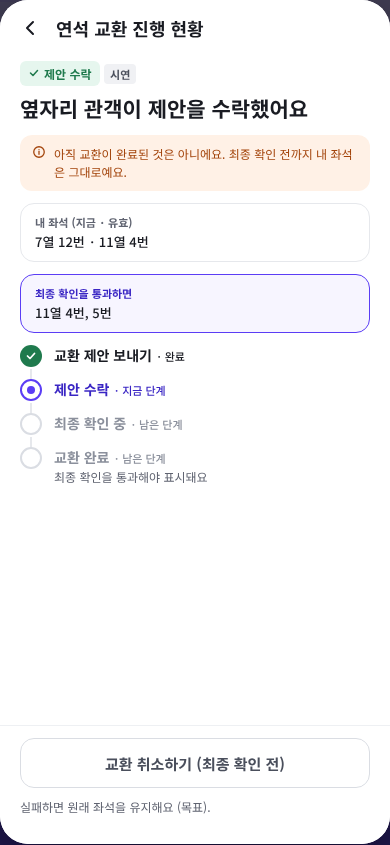 연석 교환 진행 현황
제안 수락 시연
옆자리 관객이 제안을 수락했어요
아직 교환이 완료된 것은 아니에요. 최종 확인 전까지 내 좌석
은 그대로예요.
내 좌석 (지금 · 유효)
7열 12번 · 11열 4번
최종 확인을 통과하면
11열 4번, 5번
교환 제안 보내기 · 완료
제안 수락 · 지금 단계
최종 확인 중 · 남은 단계
교환 완료 · 남은 단계
최종 확인을 통과해야 표시돼요
교환 취소하기 (최종 확인 전)
실패하면 원래 좌석을 유지해요 (목표).